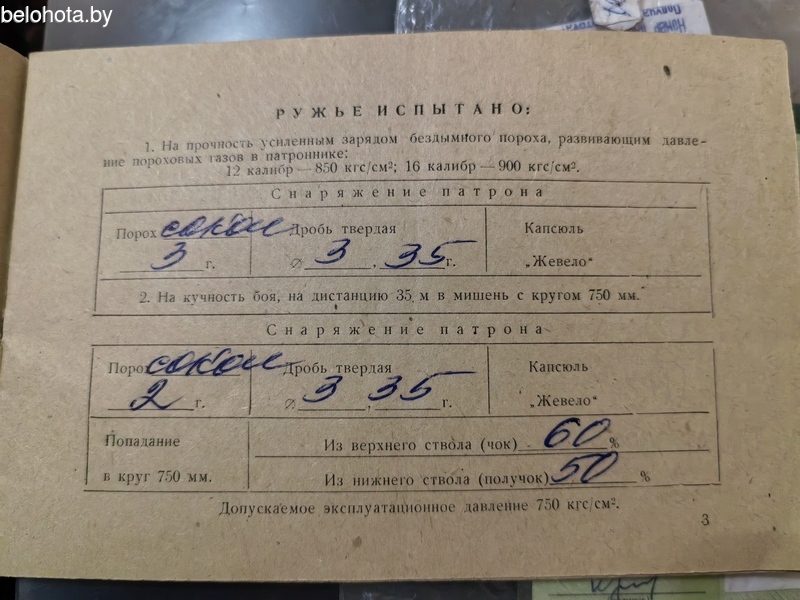 belohota.by
РУЖЬЕ ИСПЫТАНО:
1. На прочность усиленным зарядом бездымного пороха, развивающим давле-
ние пороховых газов в патроннике:
12 калибр — 850 кгс/см²; 16 калибр — 900 кгс/см².
Снаряжение патрона
Порох сокол Дробь твердая Капсюль
3 г. ⌀ 3 , 35 г. „Жевело"
2. На кучность боя, на дистанцию 35 м в мишень с кругом 750 мм.
Снаряжение патрона
Порох сокол Дробь твердая Капсюль
2 г. ⌀ 3 , 35 г. „Жевело"
Попадание Из верхнего ствола (чок) 60 %
в круг 750 мм. Из нижнего ствола (получок) 50 %
Допускаемое эксплуатационное давление 750 кгс/см².
3